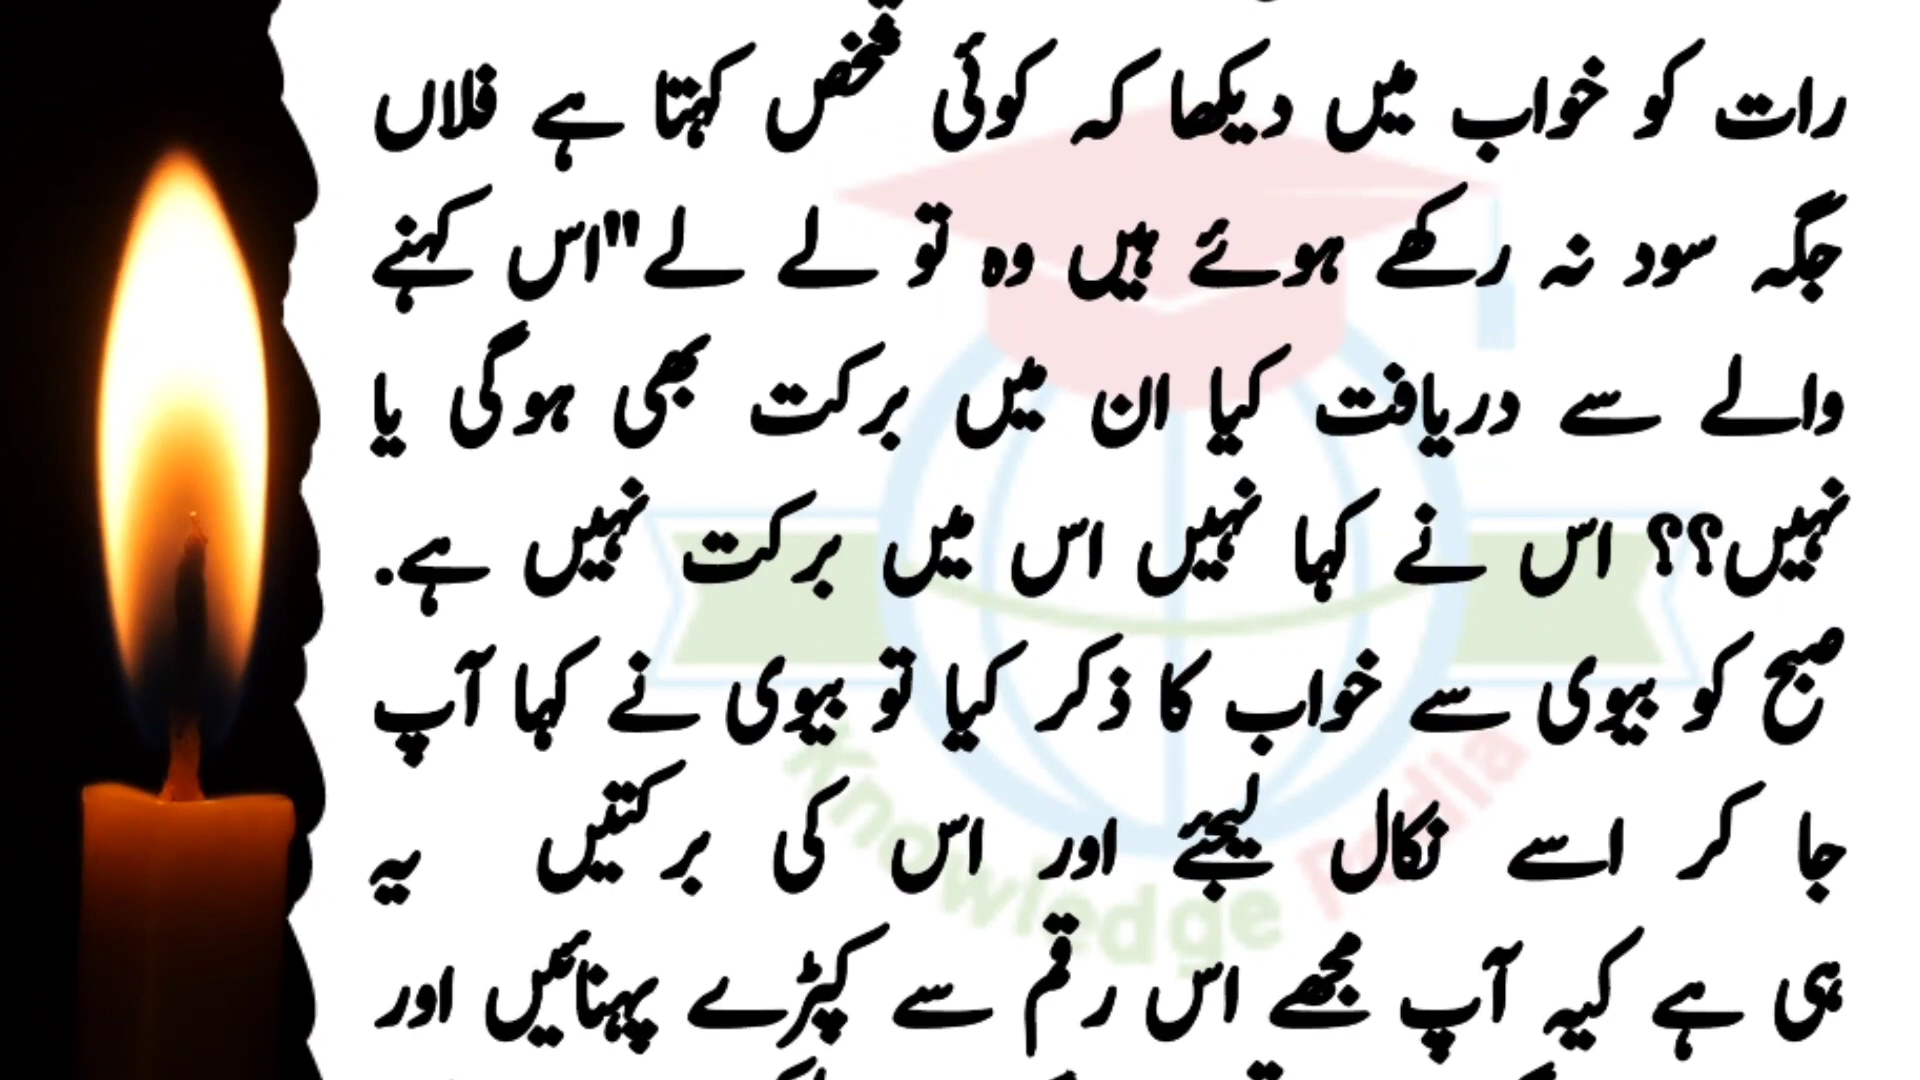 رات کو خواب میں دیکھا کہ کوئی شخص کہتا ہے فلاں
جگہ سود نہ رکھے ہوئے ہیں وہ تو لے لے"اس کہنے
والے سے دریافت کیا ان میں برکت بھی ہوگی یا
نہیں؟؟ اس نے کہا نہیں اس میں برکت نہیں ہے.
صبح کو بیوی سے خواب کا ذکر کیا تو بیوی نے کہا آپ
جا کر اسے نکال لیجئے اور اس کی برکتیں یہ
ہی ہے کیہ آپ مجھے اس رقم سے کپڑے پہنائیں اور
Knowledge Pedia